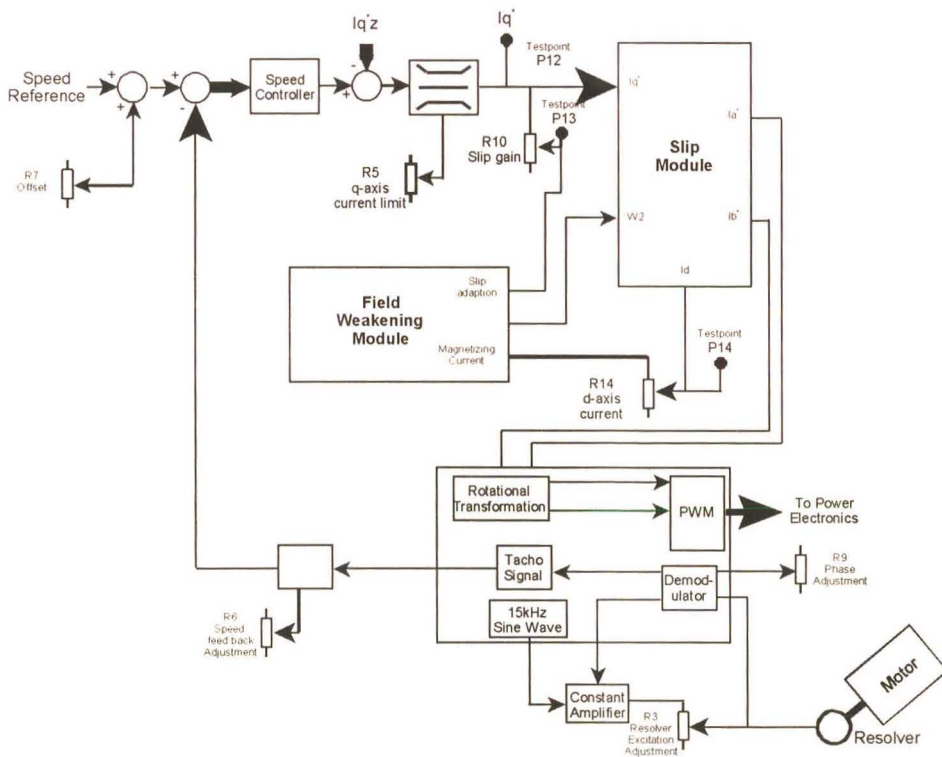 Iq*z
Iq*
Testpoint
P12
Speed
Reference
+
+
+
-
Speed
Controller
-
+
Testpoint
P13
R10
Slip gain
R7
Offset
R5
q-axis
current limit
Iq*
Ia*
Slip
Module
W2
Ib*
Id
Slip
adaption
Field
Weakening
Module
Magnetizing
Current
Testpoint
P14
R14
d-axis
current
Rotational
Transformation
PWM
To Power
Electronics
Tacho
Signal
Demod-
ulator
R9
Phase
Adjustment
R6
Speed
feed back
Adjustment
15kHz
Sine Wave
Constant
Amplifier
R3
Resolver
Excitation
Adjustment
Motor
Resolver